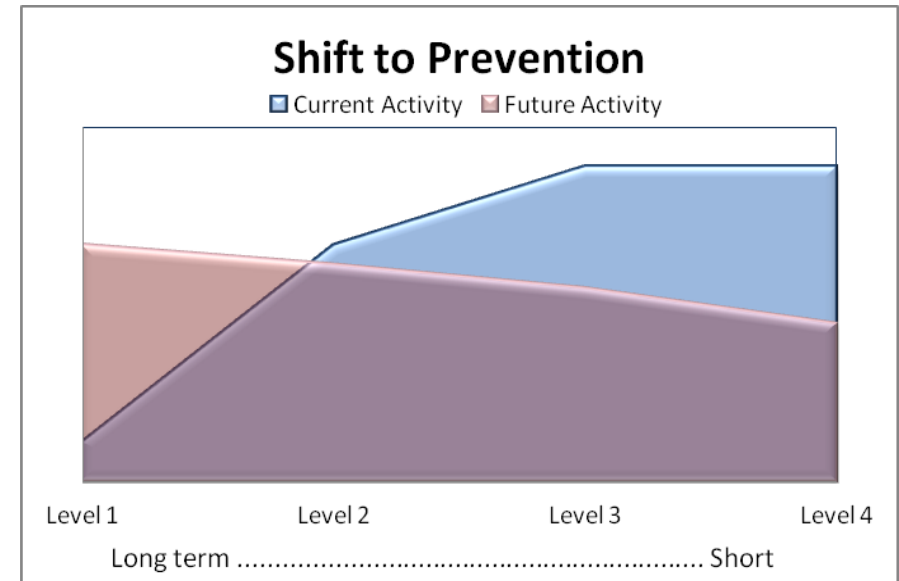 Shift to Prevention
Current Activity Future Activity
Level 1 Level 2 Level 3 Level 4
Long term ............................................................ Short